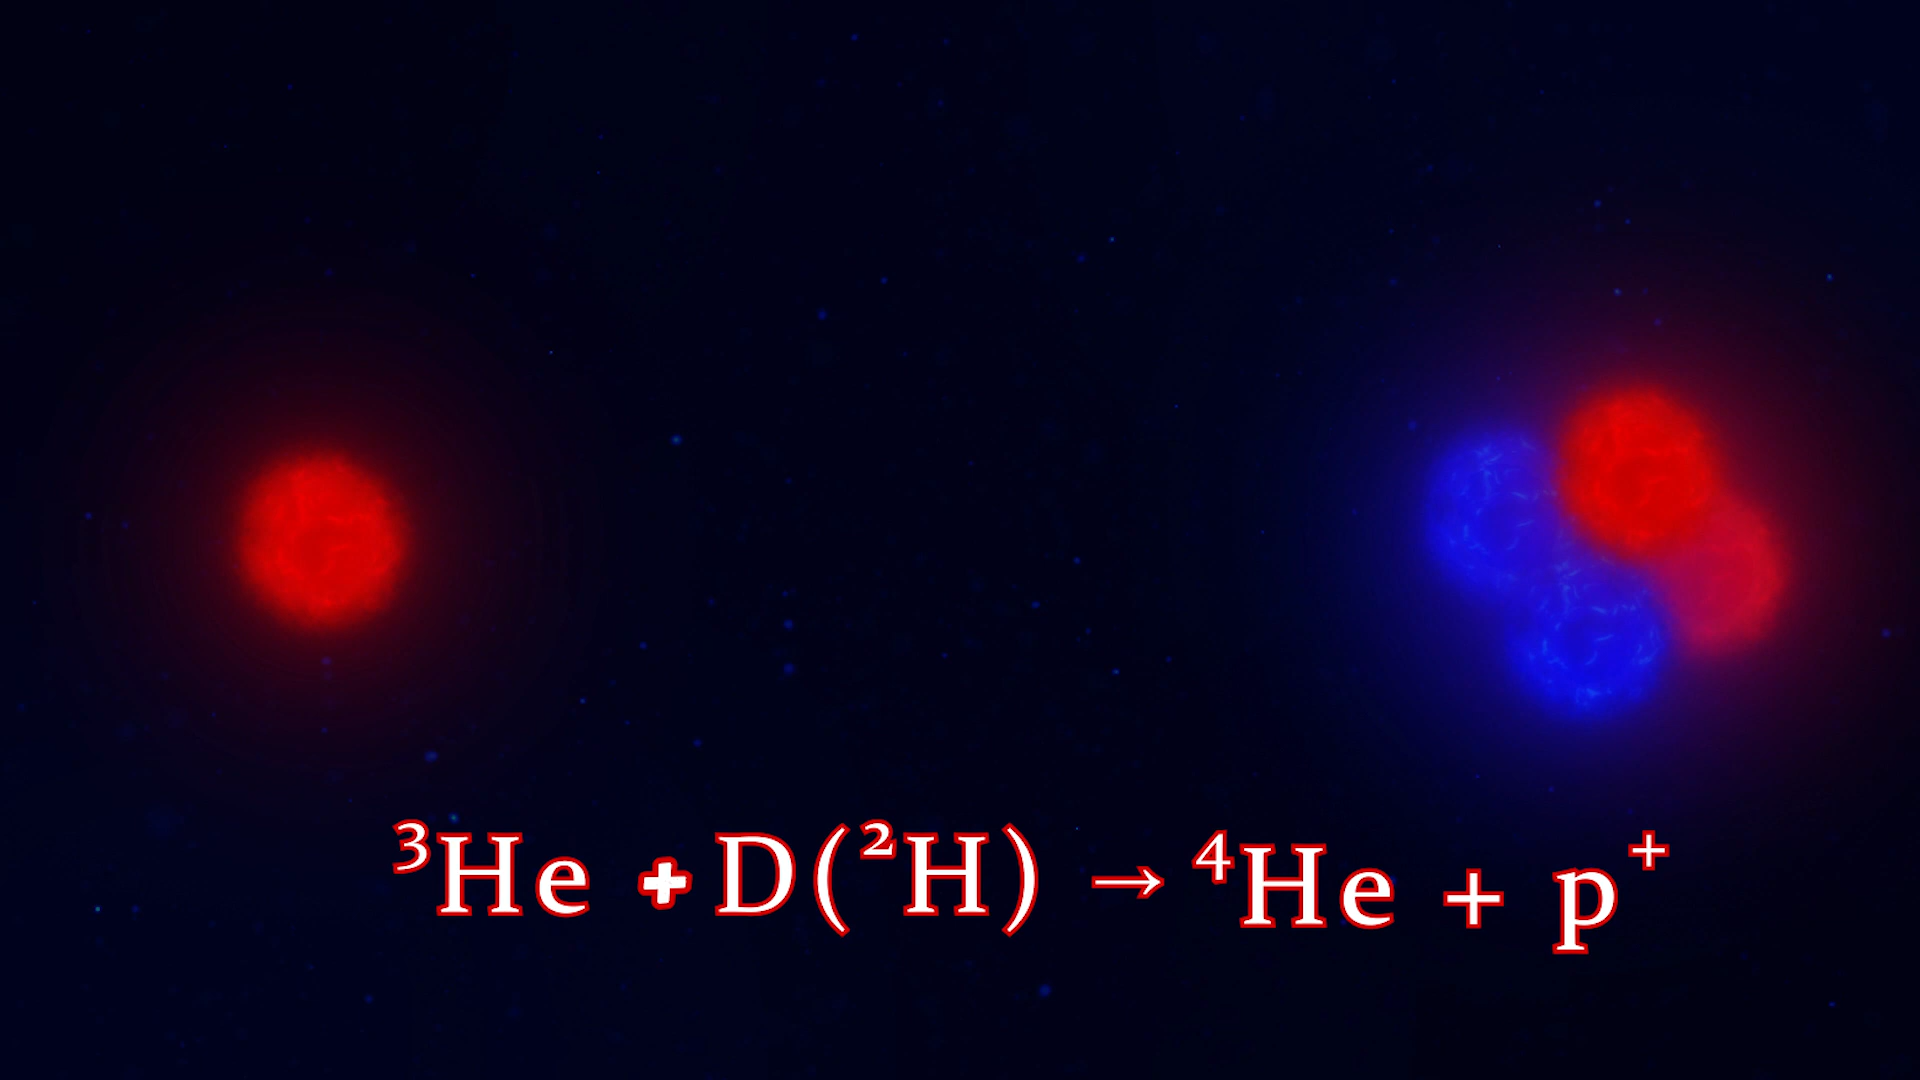 ³He + D(²H) → ⁴He + p⁺